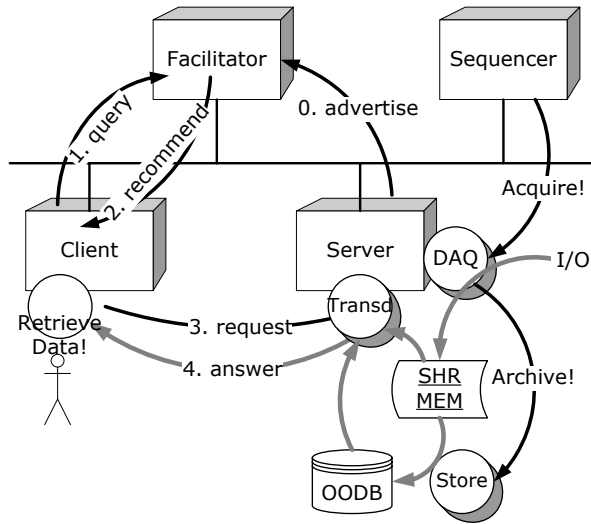 Facilitator
Sequencer
0. advertise
1. query
2. recommend
Acquire!
Client
Server
DAQ
I/O
Transd
Retrieve
Data!
3. request
4. answer
SHR
MEM
Archive!
OODB
Store